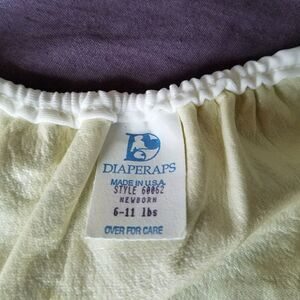 DIAPERAPS
MADE IN U.S.A.
STYLE 60062
NEWBORN
6-11 lbs
OVER FOR CARE